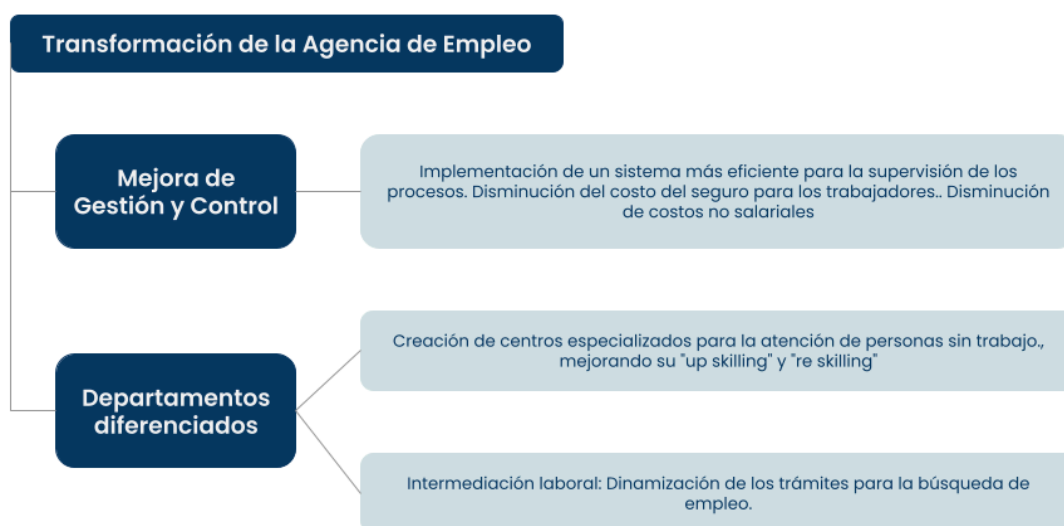 Transformación de la Agencia de Empleo
Mejora de
Gestión y Control
Implementación de un sistema más eficiente para la supervisión de los
procesos. Disminución del costo del seguro para los trabajadores.. Disminución
de costos no salariales
Departamentos
diferenciados
Creación de centros especializados para la atención de personas sin trabajo.,
mejorando su "up skilling" y "re skilling"
Intermediación laboral: Dinamización de los trámites para la búsqueda de
empleo.